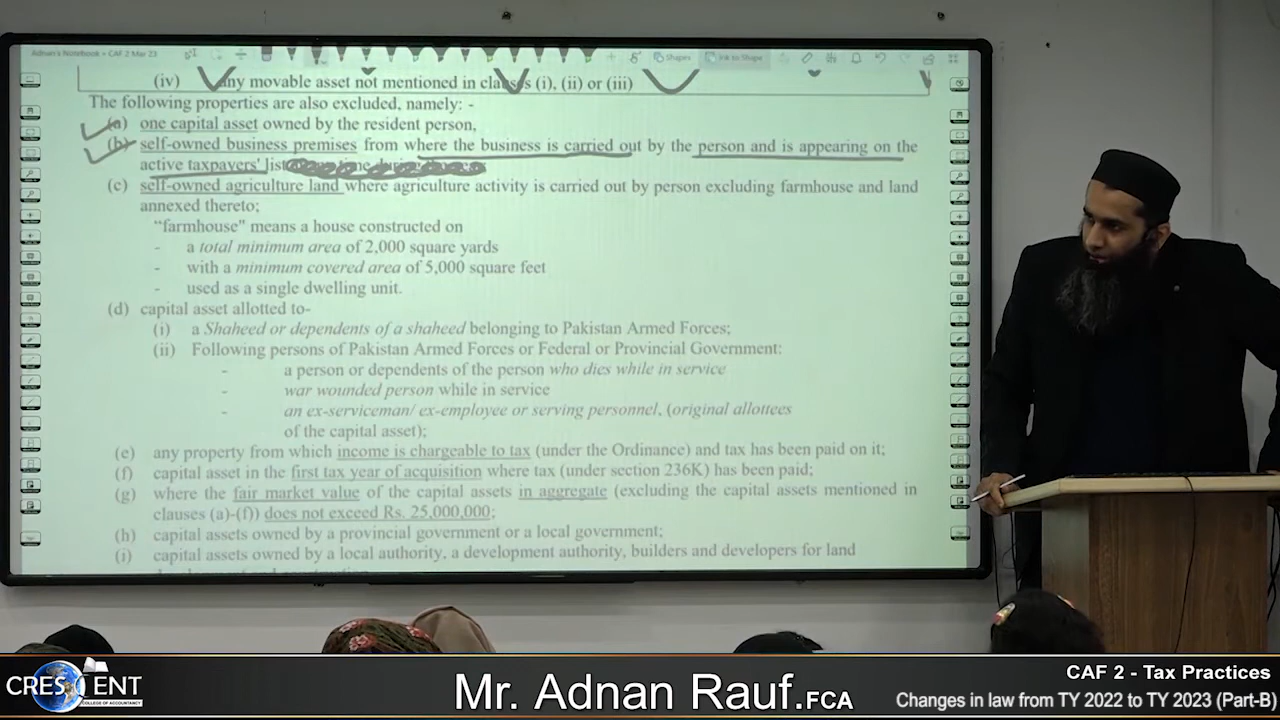 Adnan's Notebook > CAF 2 Mar 23
Shapes
Ink to Shape
(iv) any movable asset not mentioned in clauses (i), (ii) or (iii)
The following properties are also excluded, namely: -
(a) one capital asset owned by the resident person,
(b) self-owned business premises from where the business is carried out by the person and is appearing on the
active taxpayers' list
(c) self-owned agriculture land where agriculture activity is carried out by person excluding farmhouse and land
annexed thereto;
"farmhouse" means a house constructed on
- a total minimum area of 2,000 square yards
- with a minimum covered area of 5,000 square feet
- used as a single dwelling unit.
(d) capital asset allotted to-
(i) a Shaheed or dependents of a shaheed belonging to Pakistan Armed Forces;
(ii) Following persons of Pakistan Armed Forces or Federal or Provincial Government:
- a person or dependents of the person who dies while in service
- war wounded person while in service
- an ex-serviceman/ ex-employee or serving personnel, (original allottees
of the capital asset);
(e) any property from which income is chargeable to tax (under the Ordinance) and tax has been paid on it;
(f) capital asset in the first tax year of acquisition where tax (under section 236K) has been paid;
(g) where the fair market value of the capital assets in aggregate (excluding the capital assets mentioned in
clauses (a)-(f)) does not exceed Rs. 25,000,000;
(h) capital assets owned by a provincial government or a local government;
(i) capital assets owned by a local authority, a development authority, builders and developers for land
CRESCENT
COLLEGE OF ACCOUNTANCY
Mr. Adnan Rauf.FCA
CAF 2 - Tax Practices
Changes in law from TY 2022 to TY 2023 (Part-B)